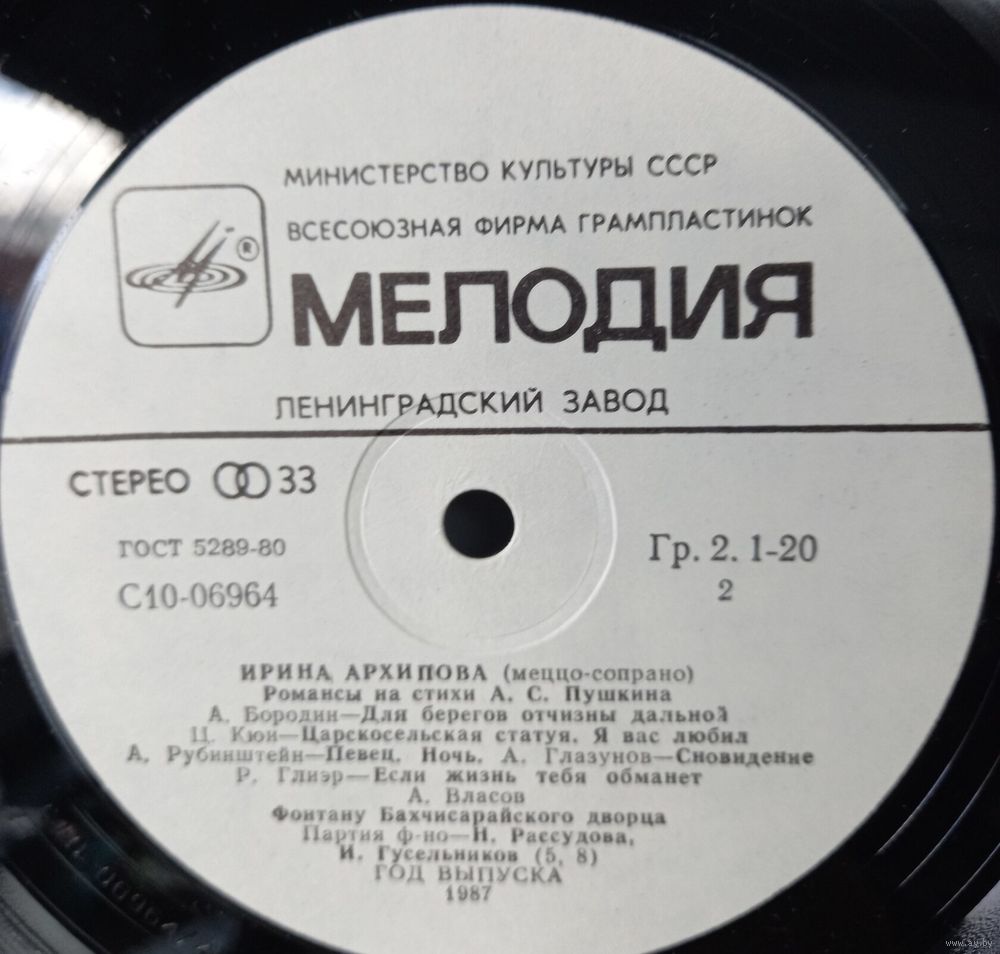 МИНИСТЕРСТВО КУЛЬТУРЫ СССР
ВСЕСОЮЗНАЯ ФИРМА ГРАМПЛАСТИНОК
®
МЕЛОДИЯ
ЛЕНИНГРАДСКИЙ ЗАВОД
СТЕРЕО 33
ГОСТ 5289-80
С10-06964
Гр. 2. 1-20
2
ИРИНА АРХИПОВА (меццо-сопрано)
Романсы на стихи А. С. Пушкина
А. Бородин—Для берегов отчизны дальной
Ц. Кюи—Царскосельская статуя. Я вас любил
А. Рубинштейн—Певец. Ночь. А. Глазунов—Сновидение
Р. Глиэр—Если жизнь тебя обманет
А. Власов
Фонтану Бахчисарайского дворца
Партия ф-но—Н. Рассудова,
И. Гусельников (5, 8)
ГОД ВЫПУСКА
1987
www.ay.by